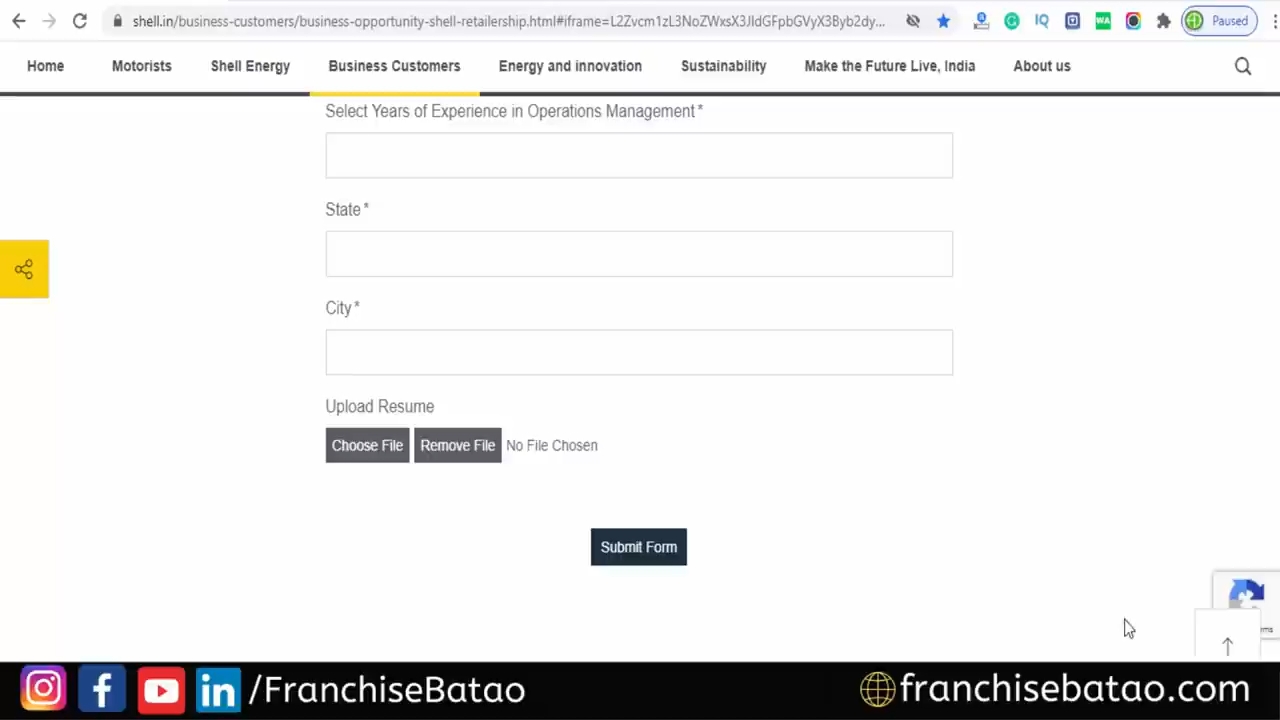 shell.in/business-customers/business-opportunity-shell-retailership.html#iframe=L2Zvcm1zL3NoZWxsX3JldGFpbGVyX3Byb2dy...
IQ
WA
Paused
Home Motorists Shell Energy Business Customers Energy and innovation Sustainability Make the Future Live, India About us
Select Years of Experience in Operations Management*
State*
City*
Upload Resume
Choose File Remove File No File Chosen
Submit Form
/FranchiseBatao franchisebatao.com